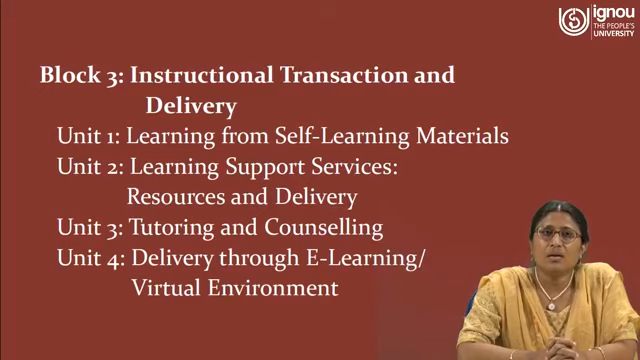 ignou
THE PEOPLE'S
UNIVERSITY
Block 3: Instructional Transaction and
Delivery
Unit 1: Learning from Self-Learning Materials
Unit 2: Learning Support Services:
Resources and Delivery
Unit 3: Tutoring and Counselling
Unit 4: Delivery through E-Learning/
Virtual Environment